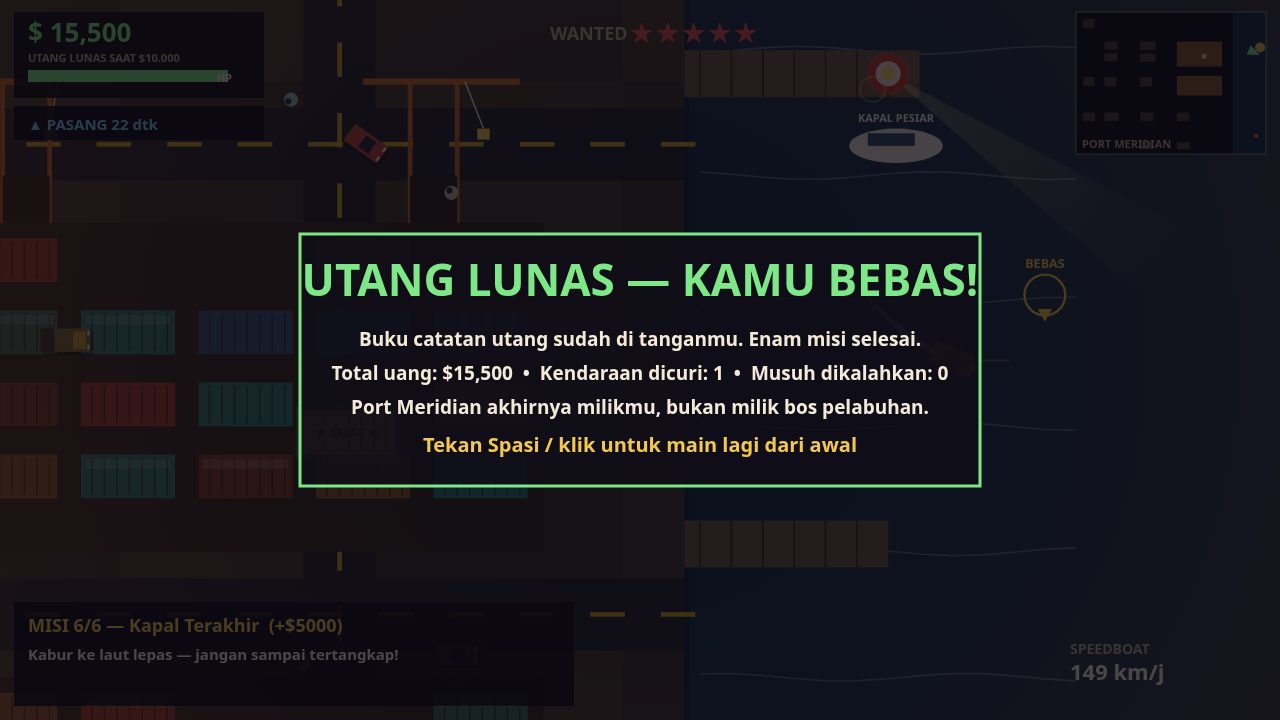 $ 15,500
UTANG LUNAS SAAT $10.000
HP
▲ PASANG 22 dtk
WANTED ★★★★★
KAPAL PESIAR
PORT MERIDIAN
BEBAS
UTANG LUNAS — KAMU BEBAS!
Buku catatan utang sudah di tanganmu. Enam misi selesai.
Total uang: $15,500 • Kendaraan dicuri: 1 • Musuh dikalahkan: 0
Port Meridian akhirnya milikmu, bukan milik bos pelabuhan.
★ EMAS ★
Tekan Spasi / klik untuk main lagi dari awal
MISI 6/6 — Kapal Terakhir (+$5000)
Kabur ke laut lepas — jangan sampai tertangkap!
SPEEDBOAT
149 km/j